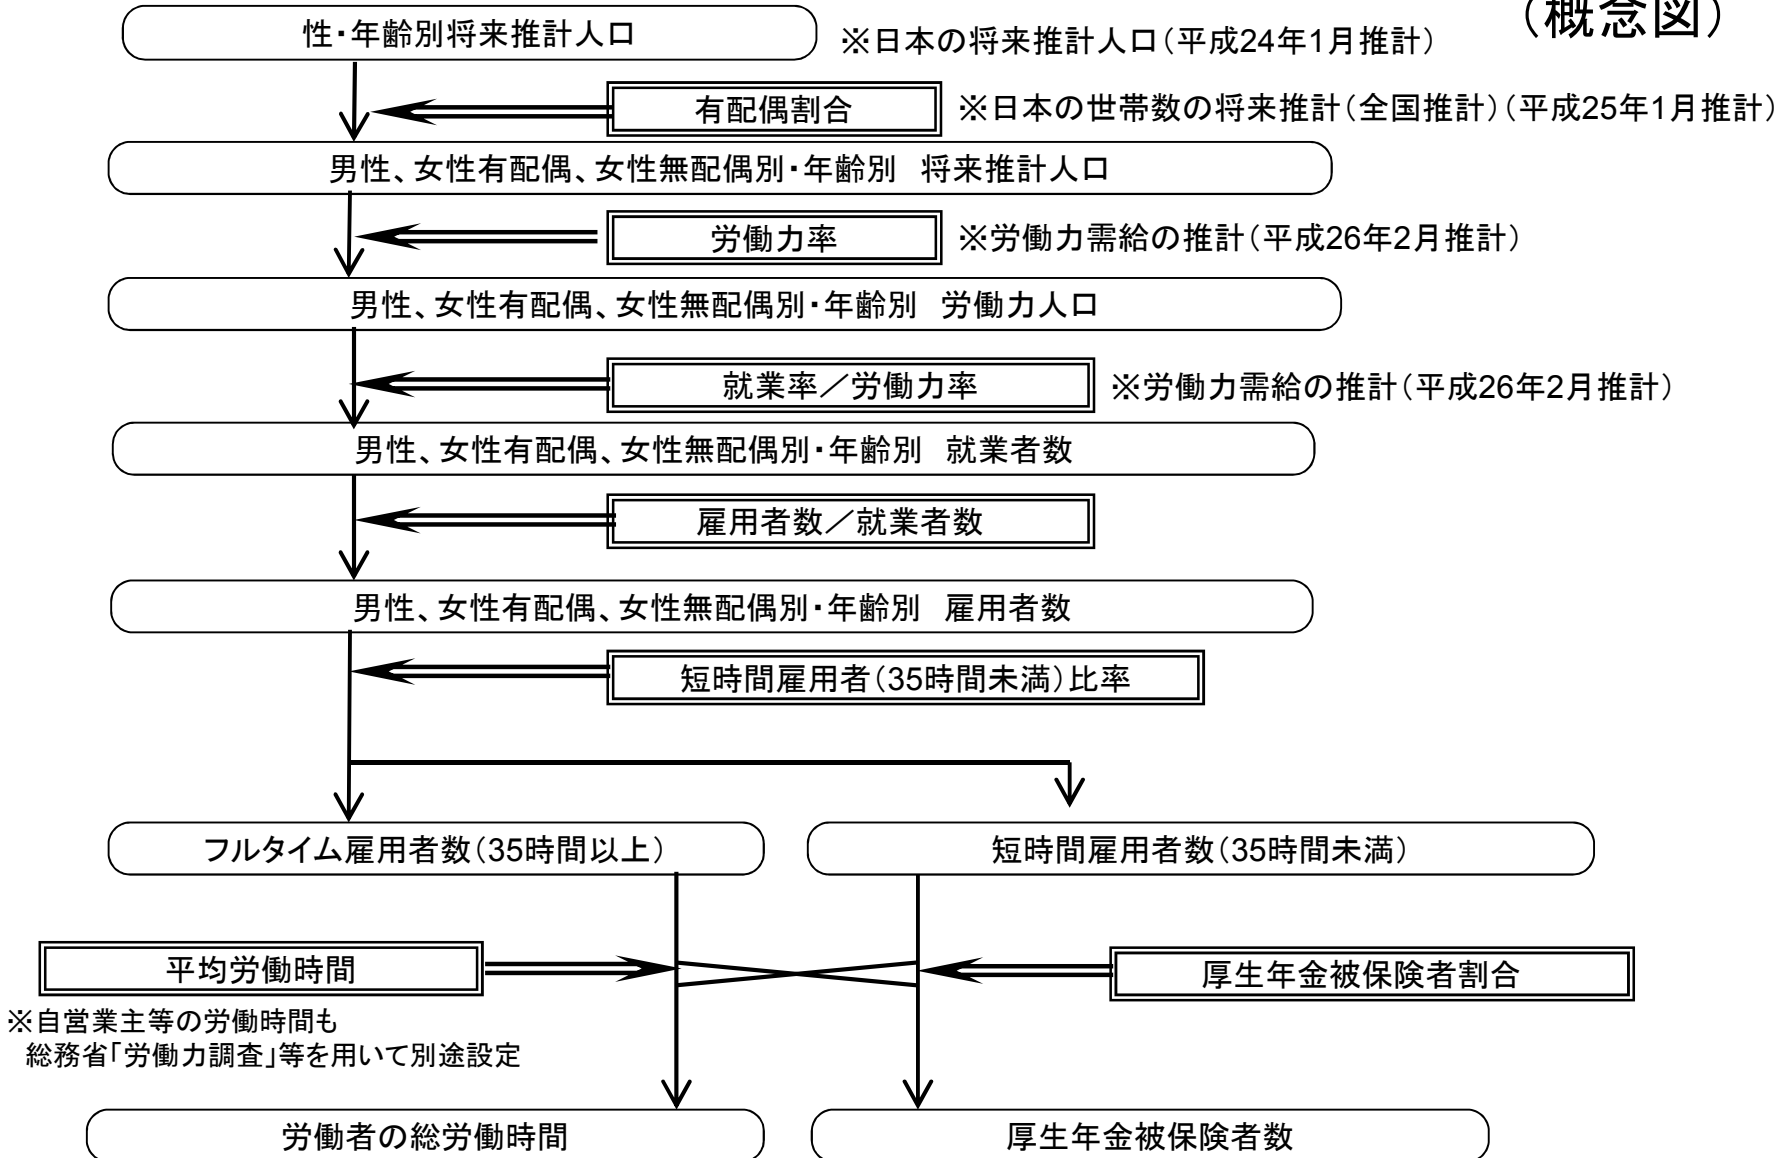 （概念図）
性・年齢別将来推計人口
※日本の将来推計人口（平成24年1月推計）
有配偶割合
※日本の世帯数の将来推計（全国推計）（平成25年1月推計）
男性、女性有配偶、女性無配偶別・年齢別　将来推計人口
労働力率
※労働力需給の推計（平成26年2月推計）
男性、女性有配偶、女性無配偶別・年齢別　労働力人口
就業率／労働力率
※労働力需給の推計（平成26年2月推計）
男性、女性有配偶、女性無配偶別・年齢別　就業者数
雇用者数／就業者数
男性、女性有配偶、女性無配偶別・年齢別　雇用者数
短時間雇用者（35時間未満）比率
フルタイム雇用者数（35時間以上）
短時間雇用者数（35時間未満）
平均労働時間
厚生年金被保険者割合
※自営業主等の労働時間も
総務省「労働力調査」等を用いて別途設定
労働者の総労働時間
厚生年金被保険者数